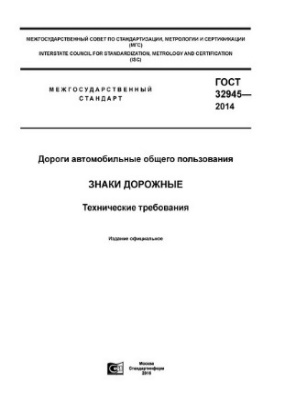 МЕЖГОСУДАРСТВЕННЫЙ СОВЕТ ПО СТАНДАРТИЗАЦИИ, МЕТРОЛОГИИ И СЕРТИФИКАЦИИ
(МГС)
INTERSTATE COUNCIL FOR STANDARDIZATION, METROLOGY AND CERTIFICATION
(ISC)
МЕЖГОСУДАРСТВЕННЫЙ
СТАНДАРТ
ГОСТ
32945—
2014
Дороги автомобильные общего пользования
ЗНАКИ ДОРОЖНЫЕ
Технические требования
Издание официальное
Москва
Стандартинформ